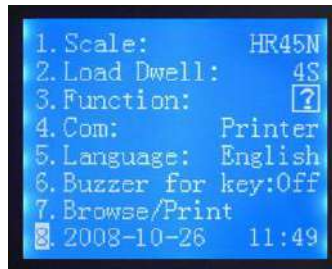 1. Scale: HR45N
2. Load Dwell: 4S
3. Function: ?
4. Com: Printer
5. Language: English
6. Buzzer for key:Off
7. Browse/Print
8. 2008-10-26 11:49